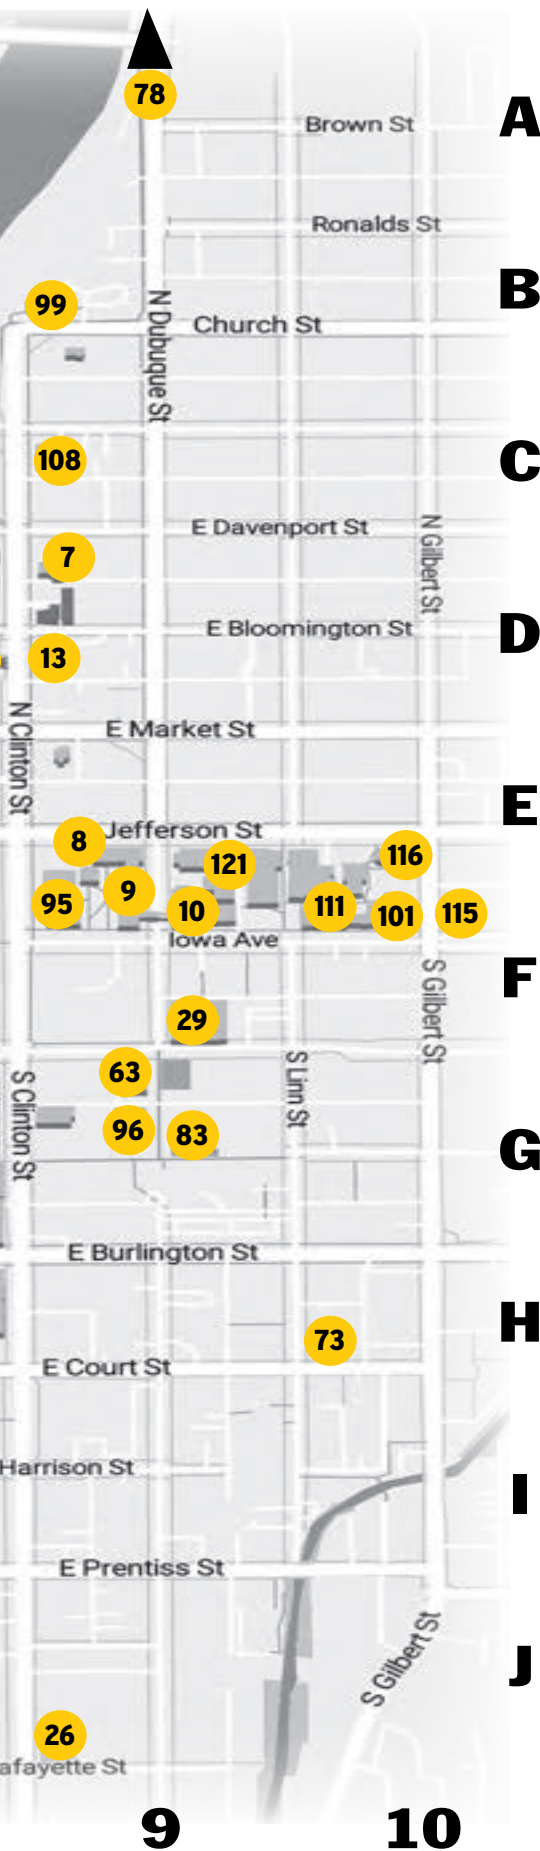 78
Brown St
A
Ronalds St
B
99
N Dubuque St
Church St
C
108
E Davenport St
N Gilbert St
7
E Bloomington St
D
13
N Clinton St
E Market St
E
Jefferson St
8
121
116
9
95
10
111
101
115
Iowa Ave
F
S Gilbert St
29
63
S Linn St
S Clinton St
96
83
G
E Burlington St
H
73
E Court St
Harrison St
I
E Prentiss St
S Gilbert St
J
26
afayette St
9
10